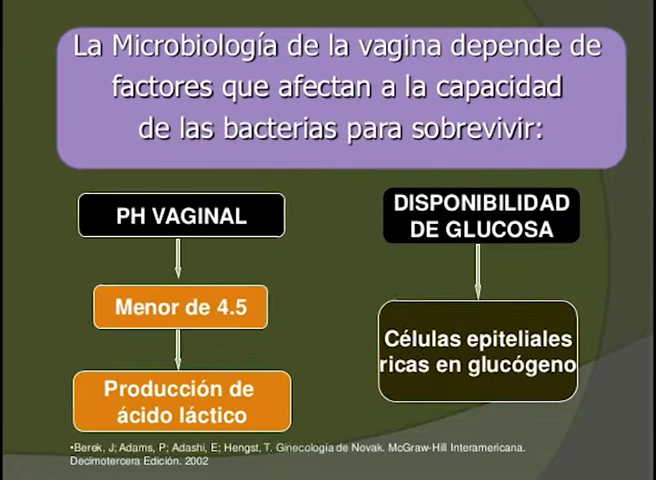 La Microbiología de la vagina depende de
factores que afectan a la capacidad
de las bacterias para sobrevivir:
PH VAGINAL
Menor de 4.5
Producción de
ácido láctico
DISPONIBILIDAD
DE GLUCOSA
Células epiteliales
ricas en glucógeno
•Berek, J; Adams, P; Adashi, E; Hengst, T. Ginecologia de Novak. McGraw-Hill Interamericana.
Decimotercera Edición. 2002